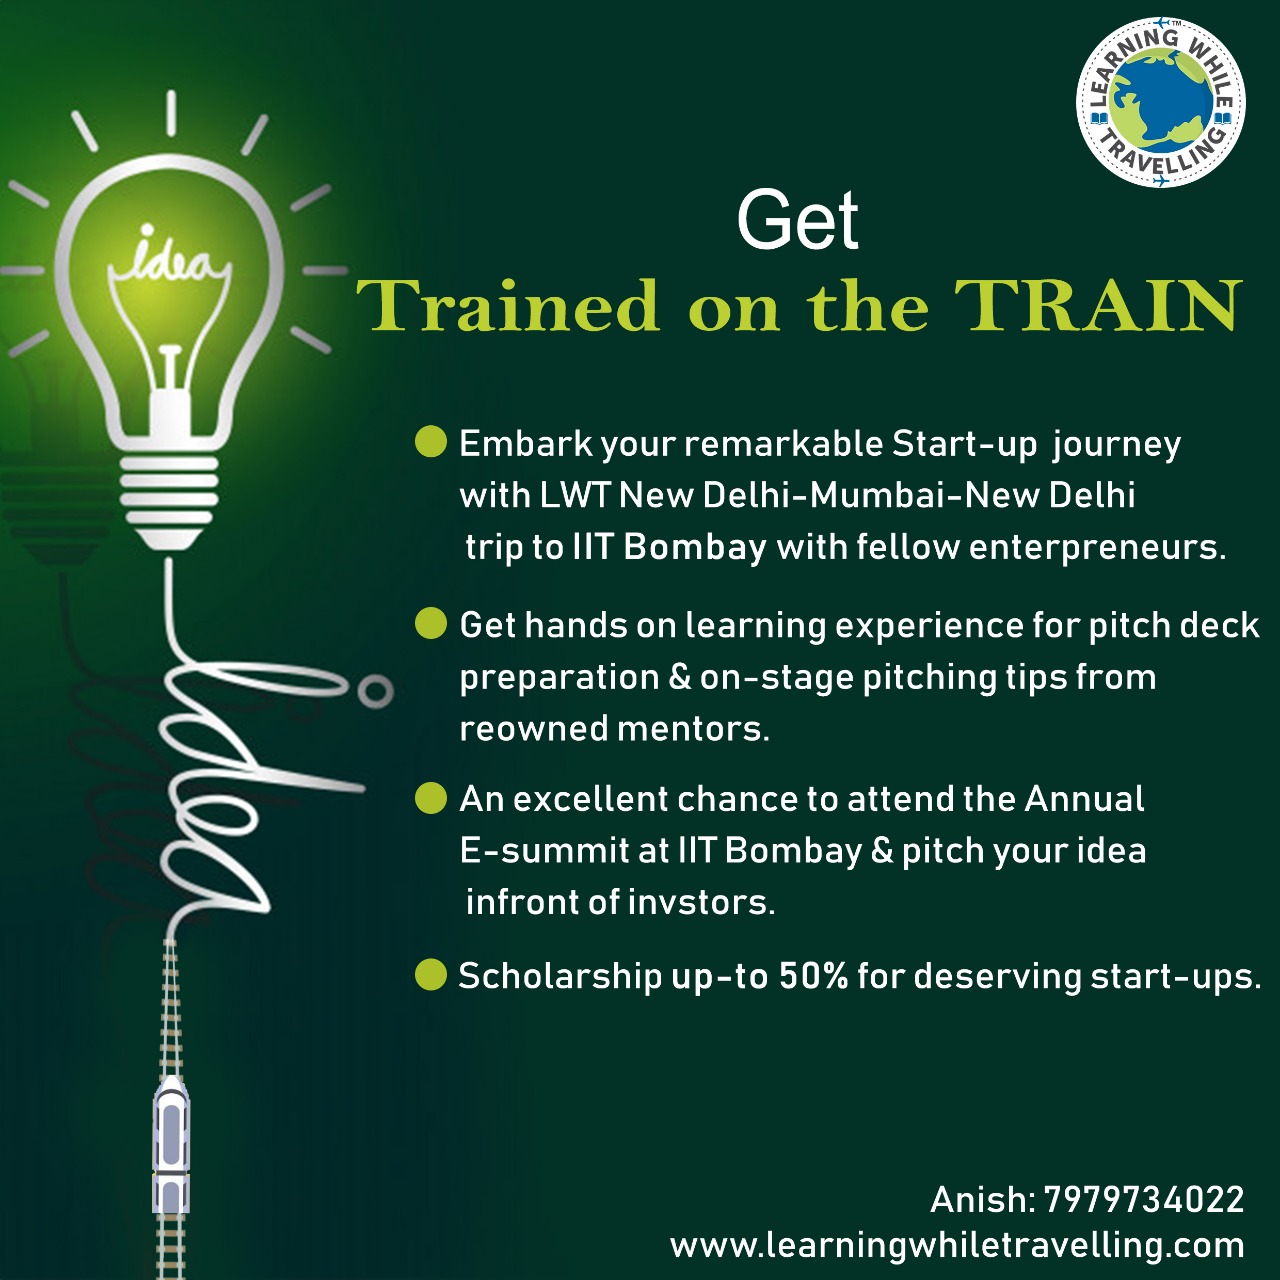 LEARNING WHILE
TRAVELLING
TM
Get
Trained on the TRAIN
idea
Embark your remarkable Start-up journey
with LWT New Delhi-Mumbai-New Delhi
trip to IIT Bombay with fellow enterpreneurs.
Get hands on learning experience for pitch deck
preparation & on-stage pitching tips from
reowned mentors.
idea
An excellent chance to attend the Annual
E-summit at IIT Bombay & pitch your idea
infront of invstors.
Scholarship up-to 50% for deserving start-ups.
Anish: 7979734022
www.learningwhiletravelling.com